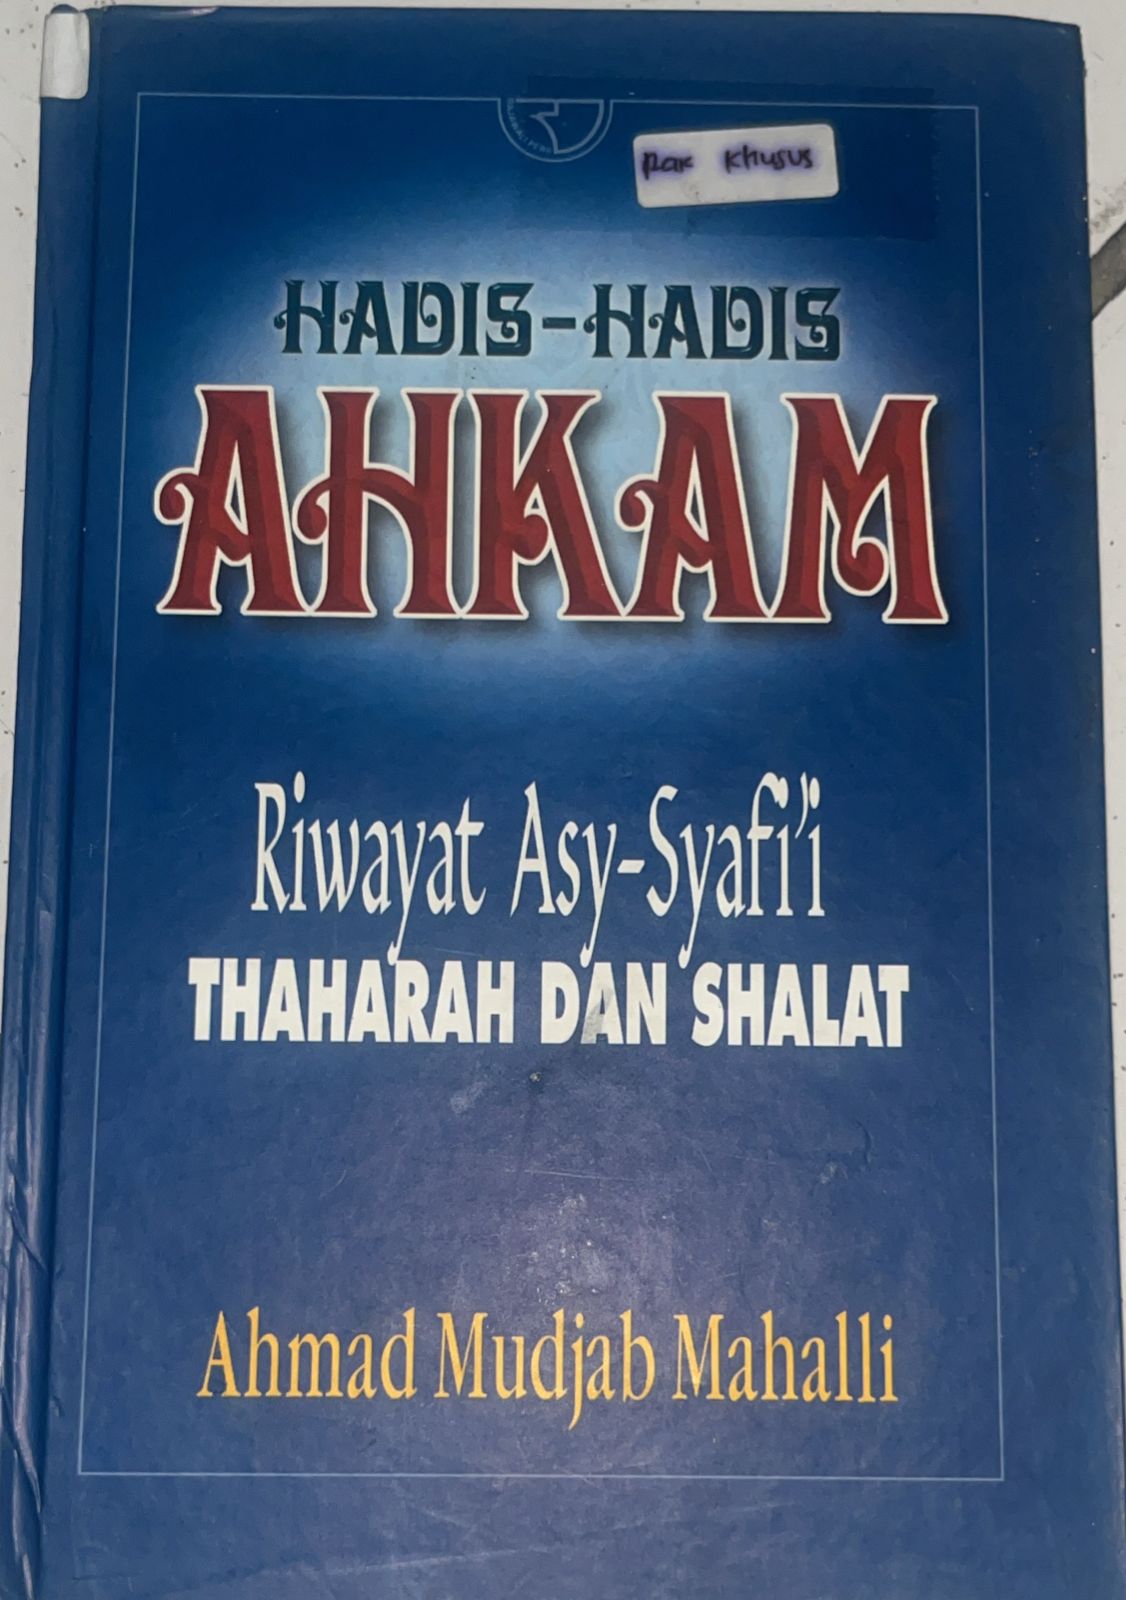 Rak Khusus
HADIS-HADIS
AHKAM
Riwayat Asy-Syafi'i
THAHARAH DAN SHALAT
Ahmad Mudjab Mahalli